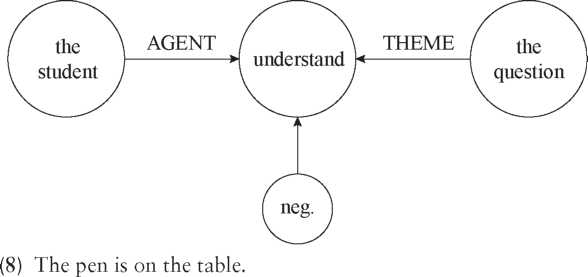 the student
AGENT
understand
THEME
the question
neg.
(8) The pen is on the table.